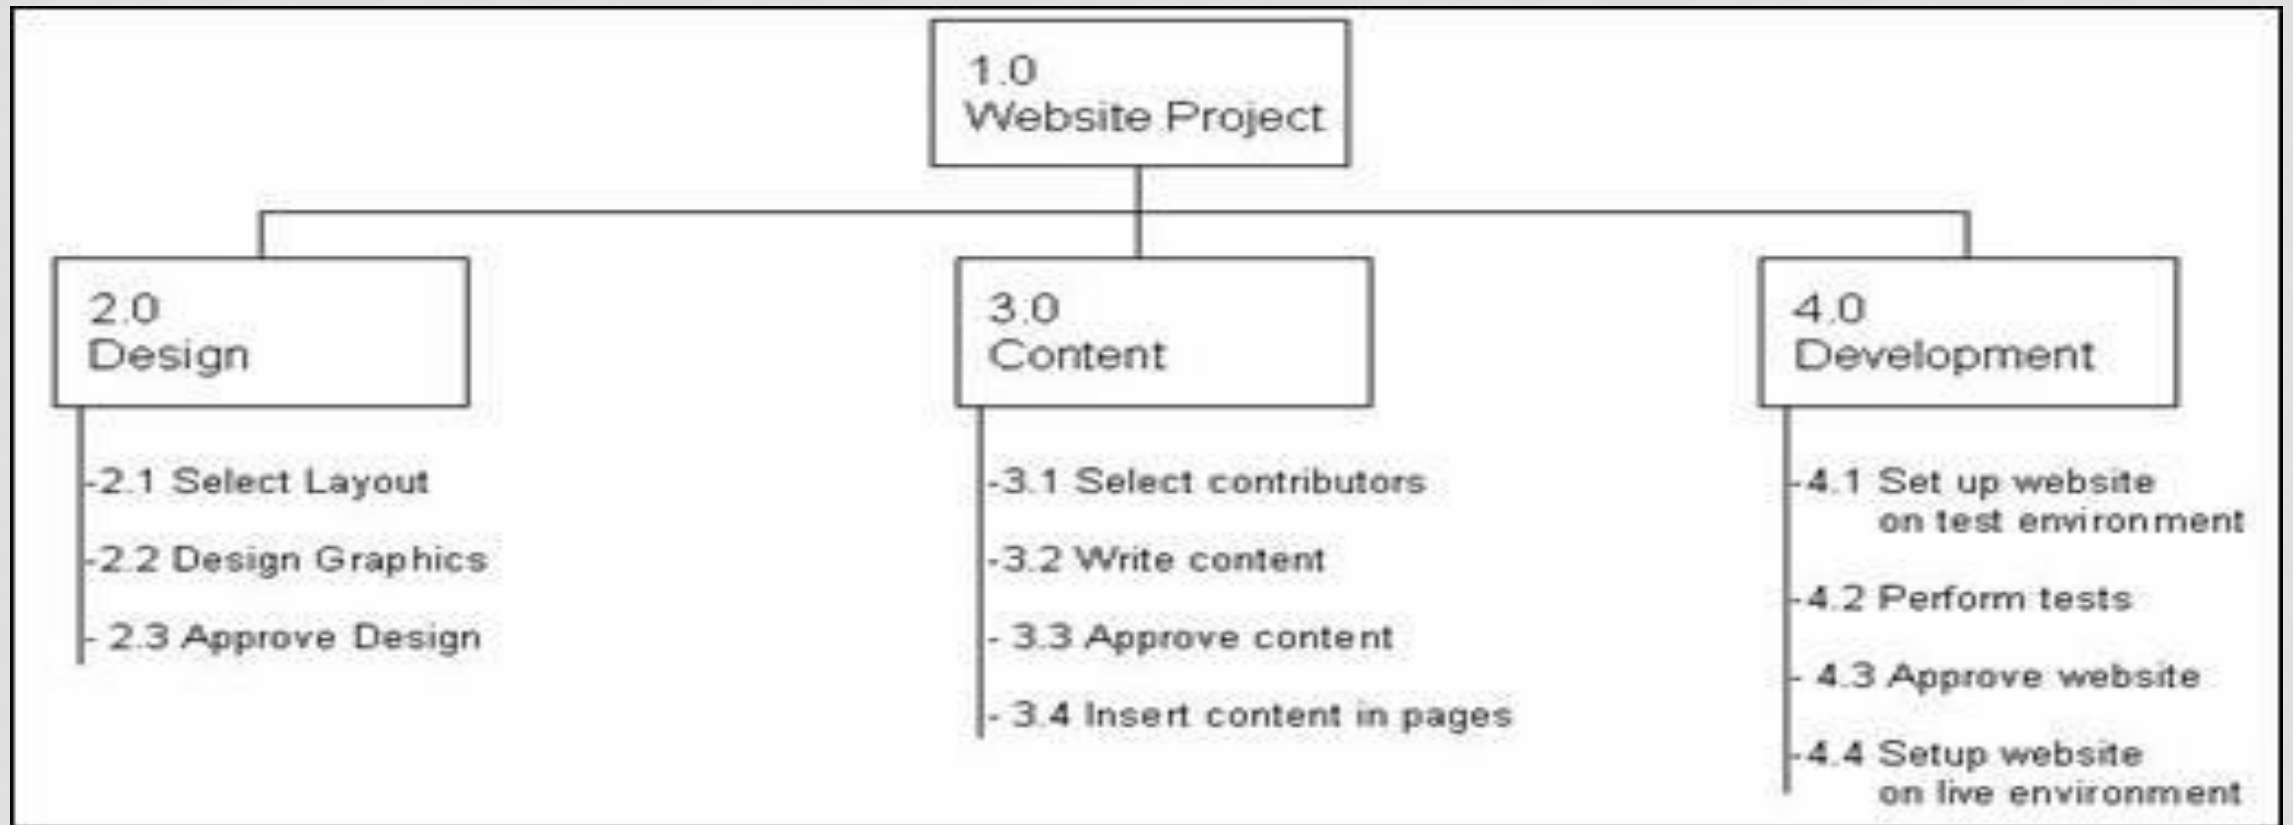 1.0
Website Project
2.0
Design
-2.1 Select Layout
-2.2 Design Graphics
- 2.3 Approve Design
3.0
Content
-3.1 Select contributors
-3.2 Write content
- 3.3 Approve content
- 3.4 Insert content in pages
4.0
Development
-4.1 Set up website
on test environment
-4.2 Perform tests
- 4.3 Approve website
-4.4 Setup website
on live environment